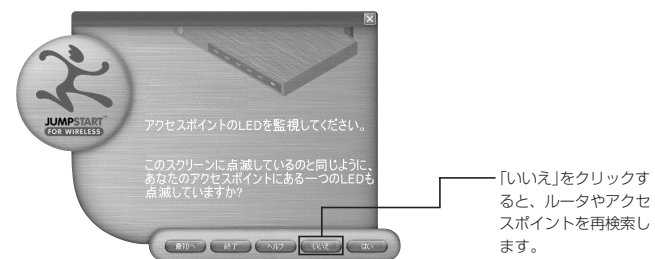 JUMPSTART™
FOR WIRELESS
アクセスポイントのLEDを監視してください。
このスクリーンに点滅しているのと同じように、
あなたのアクセスポイントにある一つのLEDも
点滅していますか?
最初へ
終了
ヘルプ
いいえ
はい
「いいえ」をクリックす
ると、ルータやアクセ
スポイントを再検索し
ます。